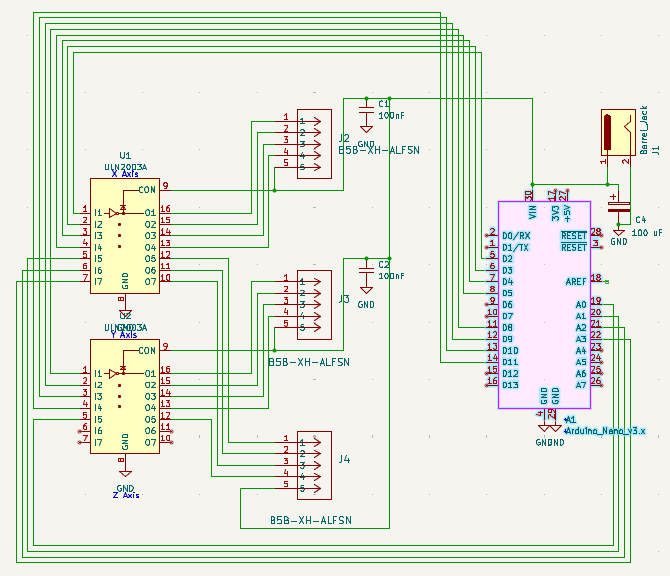 C1
100nF
GND
J2
B5B-XH-ALFSN
1
2
3
4
5
Barrel_Jack
J1
1
2
C4
100 uF
GND
U1
ULN2003A
X Axis
CON 9
1 I1 O1 16
2 I2 O2 15
3 I3 O3 14
4 I4 O4 13
5 I5 O5 12
6 I6 O6 11
7 I7 O7 10
GND
8
GND
U2
ULN2003A
Y Axis
CON 9
1 I1 O1 16
2 I2 O2 15
3 I3 O3 14
4 I4 O4 13
5 I5 O5 12
6 I6 O6 11
7 I7 O7 10
GND
8
GND
Z Axis
C2
100nF
GND
J3
B5B-XH-ALFSN
1
2
3
4
5
J4
B5B-XH-ALFSN
1
2
3
4
5
30 17 27
VIN 3V3 +5V
2 D0/RX RESET 28
1 D1/TX RESET 3
5 D2
6 D3
7 D4 AREF 18
8 D5
9 D6 A0 19
10 D7 A1 20
11 D8 A2 21
12 D9 A3 22
13 D10 A4 23
14 D11 A5 24
15 D12 A6 25
16 D13 A7 26
GND GND
4 29
GND GND
A1
Arduino_Nano_v3.x